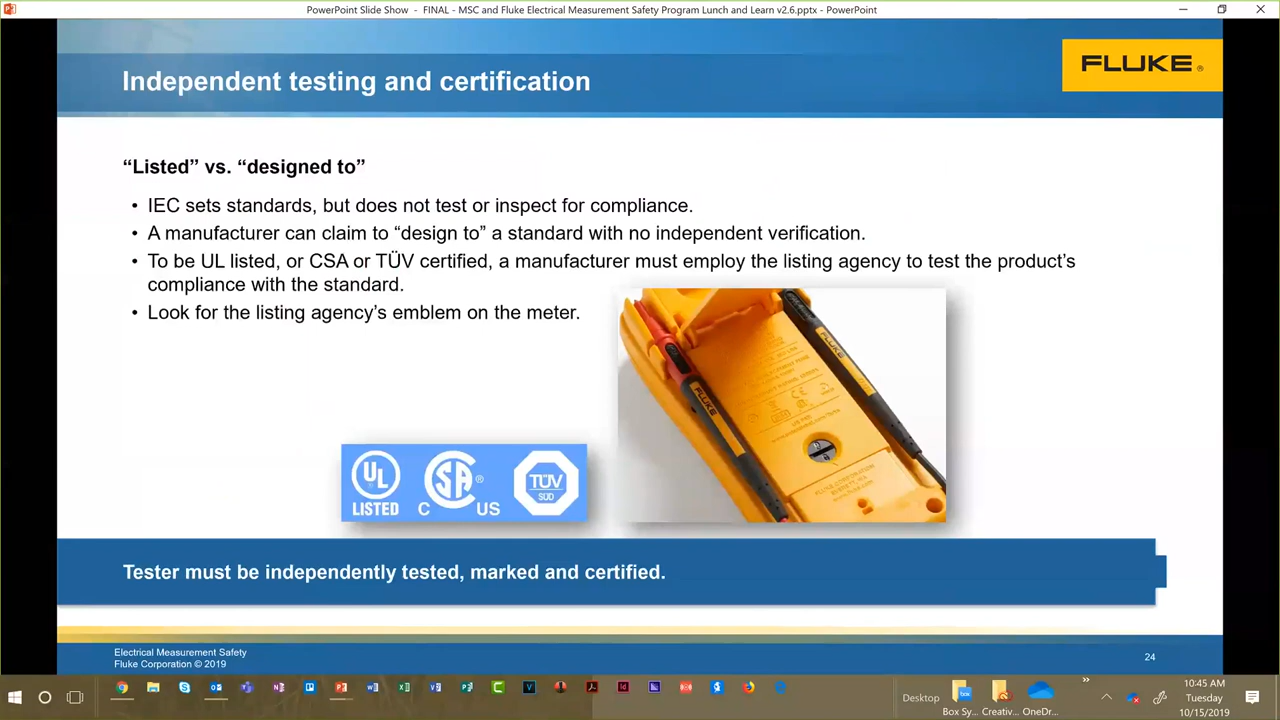 PowerPoint Slide Show - FINAL - MSC and Fluke Electrical Measurement Safety Program Lunch and Learn v2.6.pptx - PowerPoint
Independent testing and certification
FLUKE®
“Listed” vs. “designed to”
• IEC sets standards, but does not test or inspect for compliance.
• A manufacturer can claim to “design to” a standard with no independent verification.
• To be UL listed, or CSA or TÜV certified, a manufacturer must employ the listing agency to test the product’s
compliance with the standard.
• Look for the listing agency’s emblem on the meter.
FLUKE
FLUKE
FLUKE CORPORATION
UL
LISTED
CSA®
C US
TÜV
SÜD
Tester must be independently tested, marked and certified.
Electrical Measurement Safety
Fluke Corporation © 2019
24
Desktop
Box Sy...
Creativ...
OneDr...
10:45 AM
Tuesday
10/15/2019